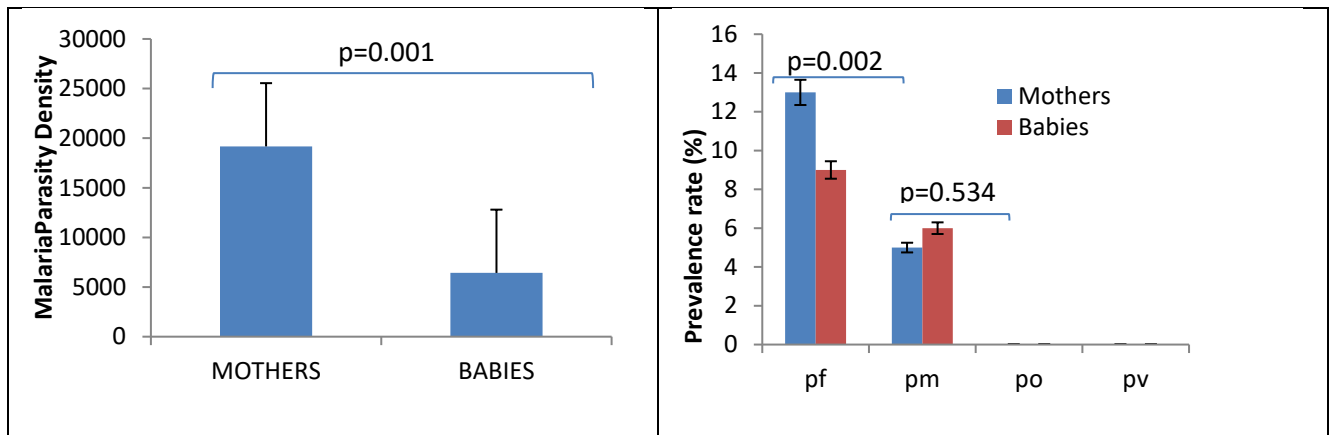 30000
25000
20000
15000
10000
5000
0
MalariaParasity Density
p=0.001
MOTHERS BABIES
16
14
12
10
8
6
4
2
0
Prevalence rate (%)
p=0.002
Mothers
Babies
p=0.534
pf pm po pv